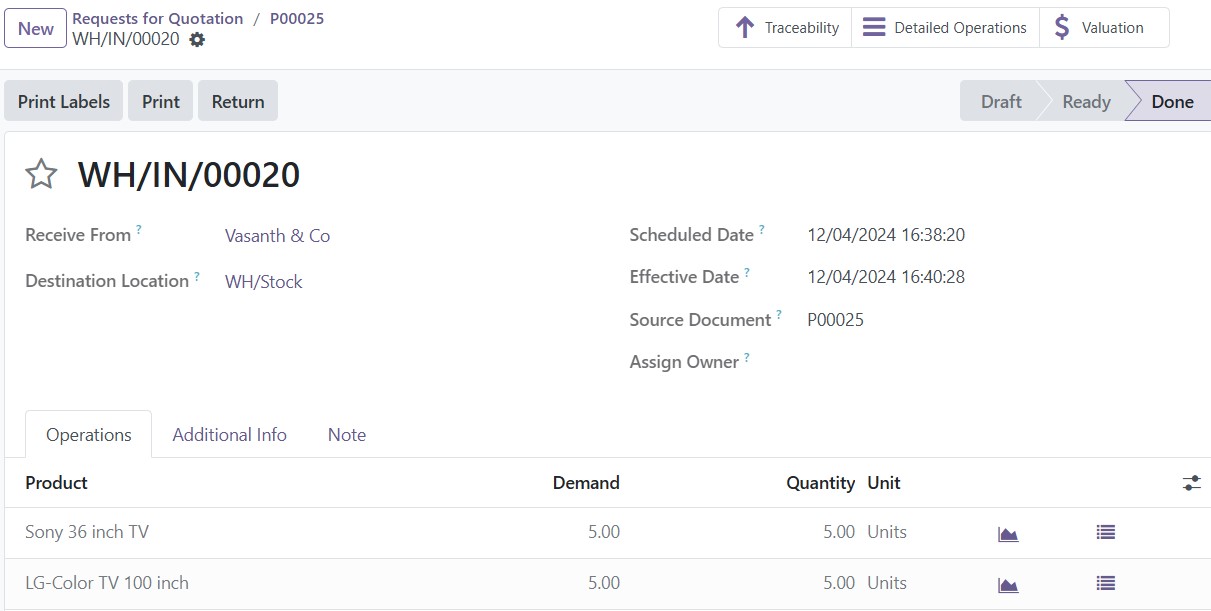 New
Requests for Quotation / P00025
WH/IN/00020
Traceability
Detailed Operations
$ Valuation
Print Labels
Print
Return
Draft
Ready
Done
WH/IN/00020
Receive From ? Vasanth & Co
Destination Location ? WH/Stock
Scheduled Date ? 12/04/2024 16:38:20
Effective Date ? 12/04/2024 16:40:28
Source Document ? P00025
Assign Owner ?
Operations Additional Info Note
Product Demand Quantity Unit
Sony 36 inch TV 5.00 5.00 Units
LG-Color TV 100 inch 5.00 5.00 Units